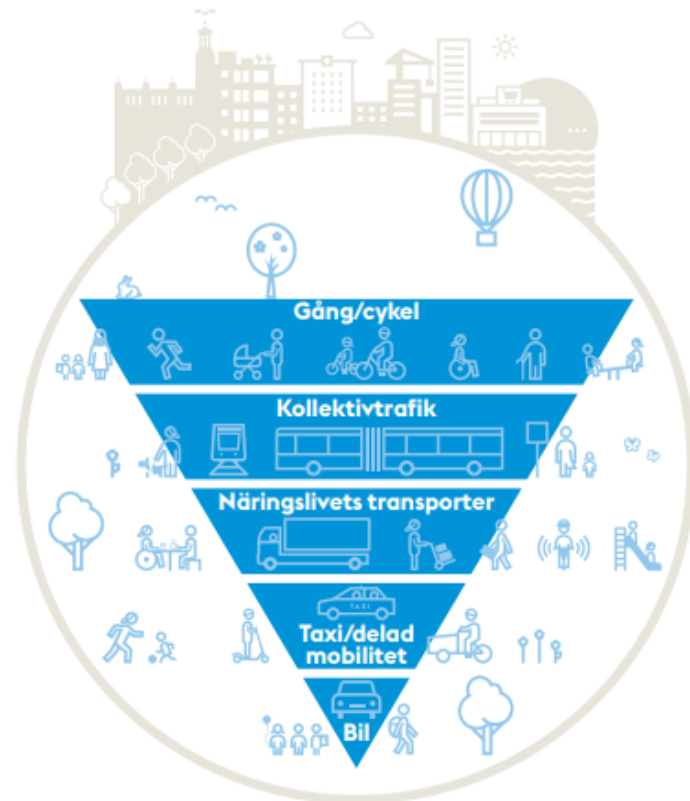 Gång/cykel
Kollektivtrafik
Näringslivets transporter
TAXI
Taxi/delad
mobilitet
Bil